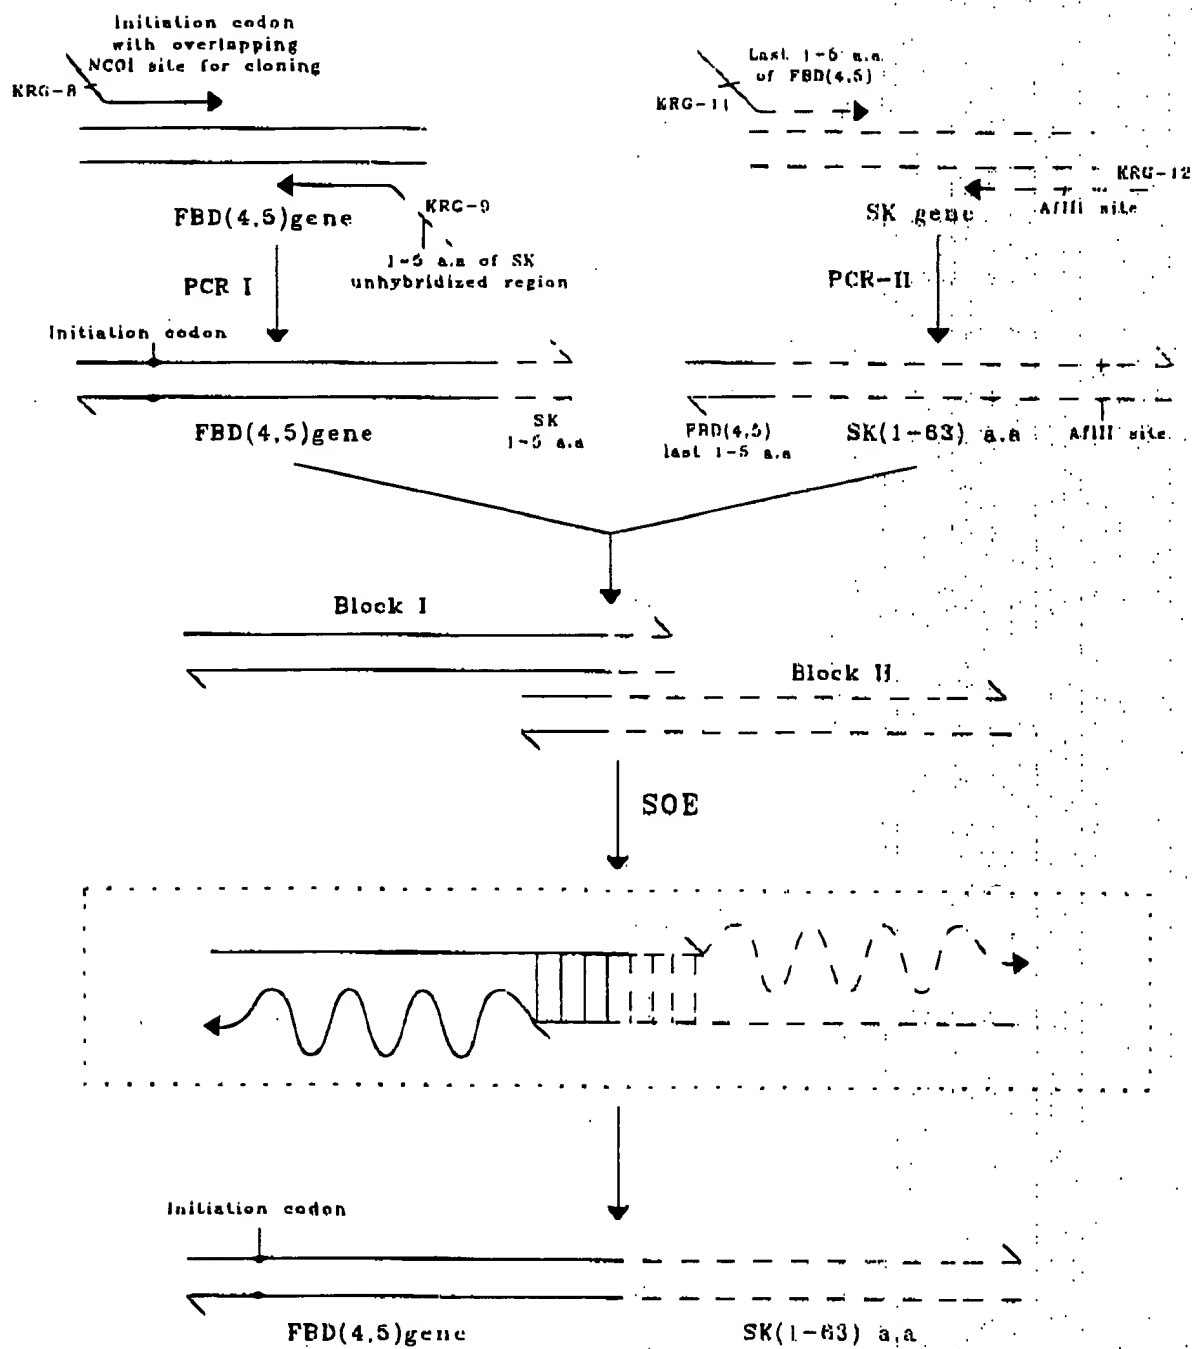 Initiation codon
with overlapping
NCOI site for cloning
KRG-8
Last 1-5 a.a.
of FBD(4,5)
KRG-11
KRG-12
KRG-9
FBD(4,5)gene
SK gene
AflII site
1-5 a.a of SK
unhybridized region
PCR I
PCR-II
Initiation codon
FBD(4,5)gene
SK
1-5 a.a
FBD(4,5)
last 1-5 a.a
SK(1-63) a.a
AflII site
Block I
Block II
SOE
Initiation codon
FBD(4,5)gene
SK(1-63) a.a